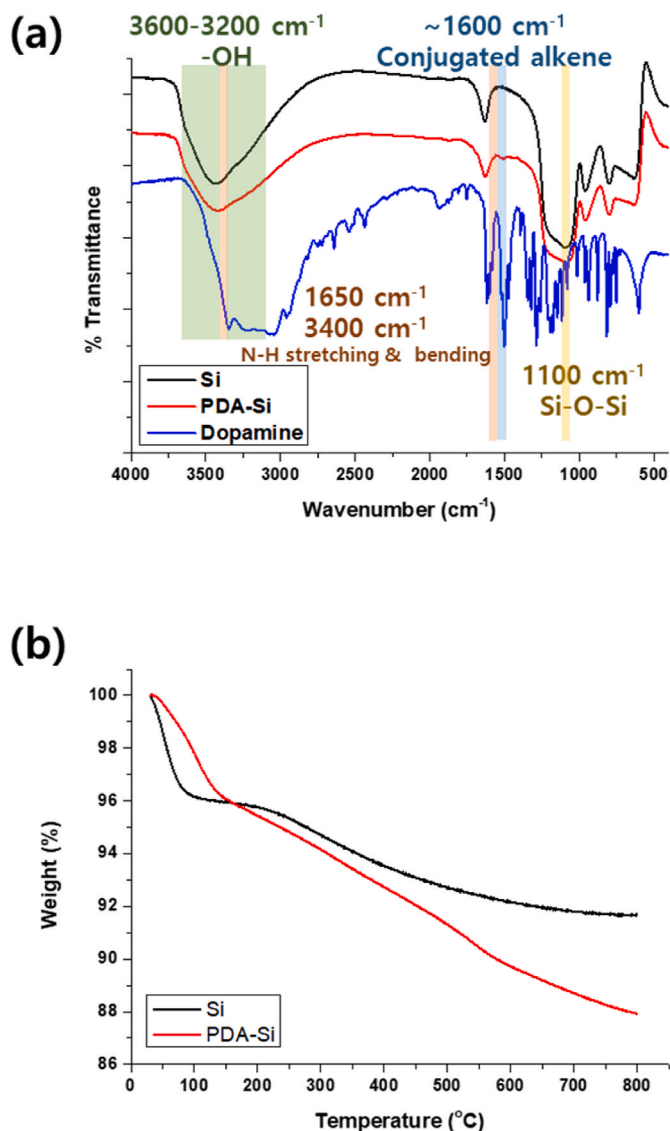 (a)
3600-3200 cm⁻¹
-OH
~1600 cm⁻¹
Conjugated alkene
% Transmittance
1650 cm⁻¹
3400 cm⁻¹
N-H stretching & bending
1100 cm⁻¹
Si-O-Si
Si
PDA-Si
Dopamine
4000 3500 3000 2500 2000 1500 1000 500
Wavenumber (cm⁻¹)
(b)
100
98
96
94
92
90
88
86
Weight (%)
Si
PDA-Si
0 100 200 300 400 500 600 700 800
Temperature (°C)